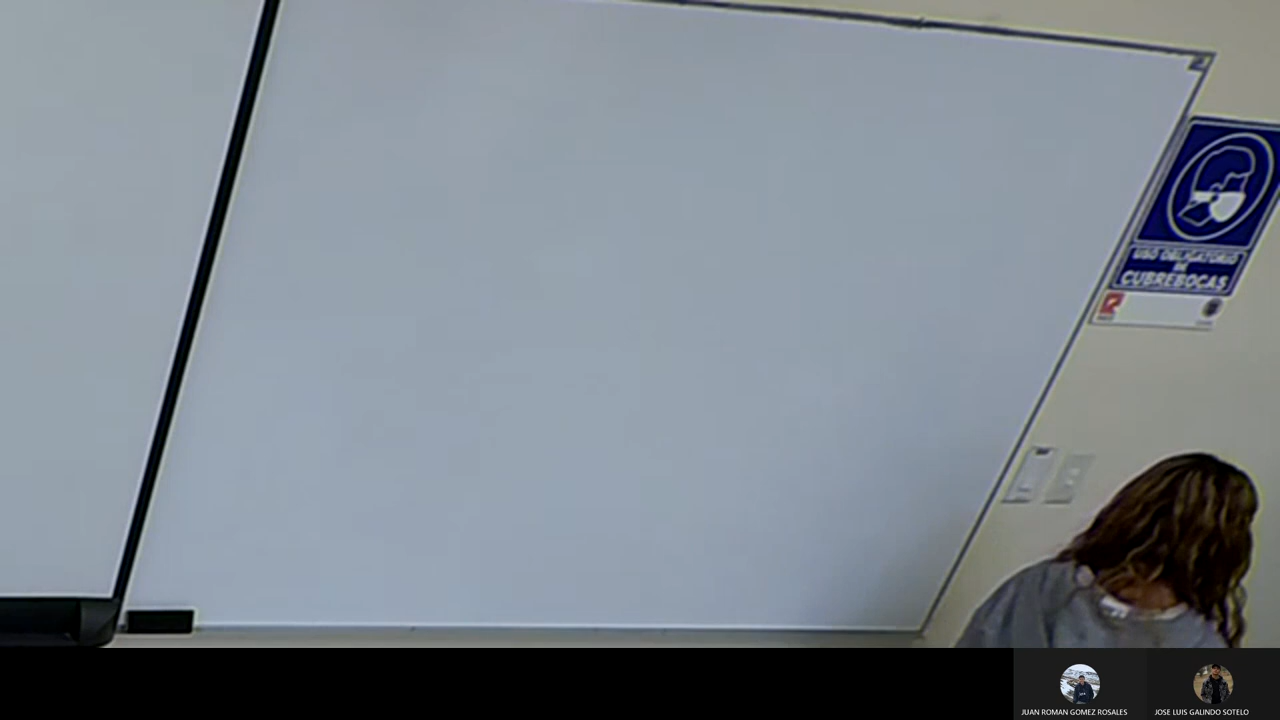 USO OBLIGATORIO
DE
CUBREBOCAS
JUAN ROMAN GOMEZ ROSALES
JOSE LUIS GALINDO SOTELO